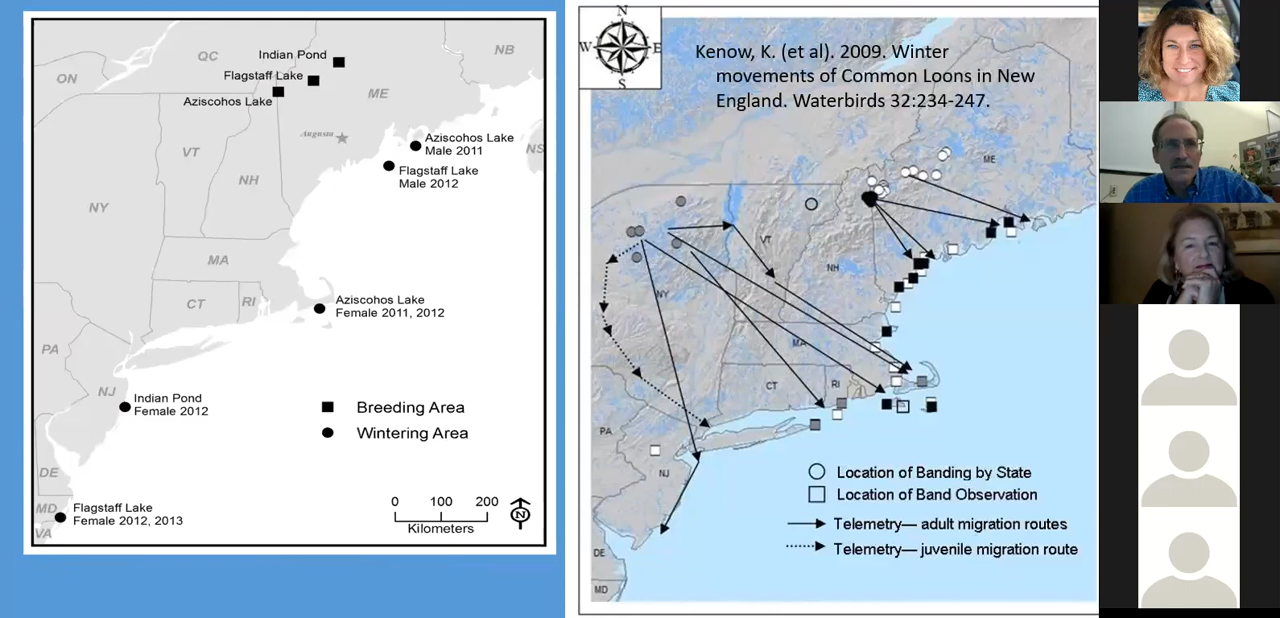 QC
NB
Indian Pond
ON
Flagstaff Lake
ME
Aziscohos Lake
Augusta
Aziscohos Lake
Male 2011
NS
VT
Flagstaff Lake
Male 2012
NH
NY
MA
CT
RI
Aziscohos Lake
Female 2011, 2012
PA
NJ
Indian Pond
Female 2012
Breeding Area
Wintering Area
DE
MD
Flagstaff Lake
Female 2012, 2013
VA
0 100 200
Kilometers
N
N
W E
S
Kenow, K. (et al). 2009. Winter
movements of Common Loons in New
England. Waterbirds 32:234-247.
ME
VT
NH
NY
MA
CT
RI
PA
NJ
Location of Banding by State
Location of Band Observation
Telemetry— adult migration routes
Telemetry— juvenile migration route
DE
MD